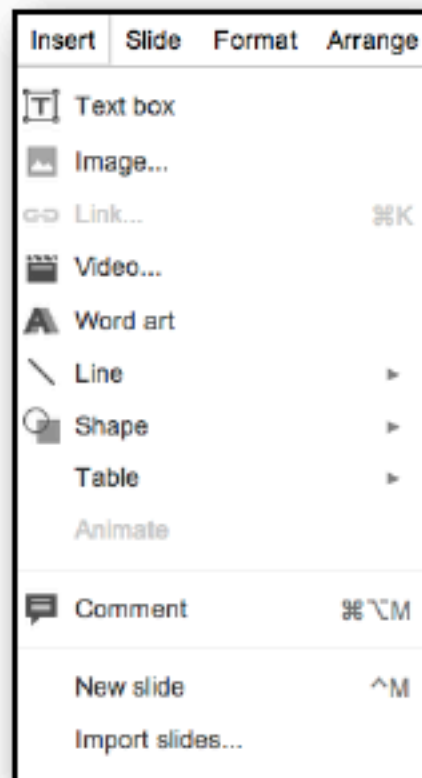 Insert Slide Format Arrange
Text box
Image...
Link... ⌘K
Video...
Word art
Line
Shape
Table
Animate
Comment ⌘⌥M
New slide ^M
Import slides...